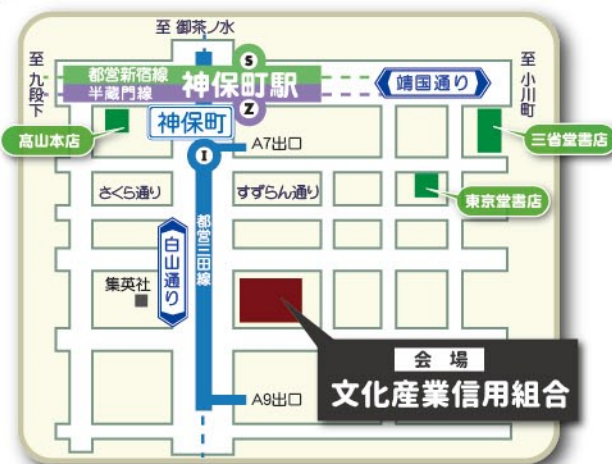 至 御茶ノ水
至 九段下
都営新宿線
半蔵門線
神保町駅
S
Z
靖国通り
至 小川町
高山本店
神保町
I
A7出口
三省堂書店
さくら通り
すずらん通り
東京堂書店
白山通り
都営三田線
集英社
会場
文化産業信用組合
A9出口